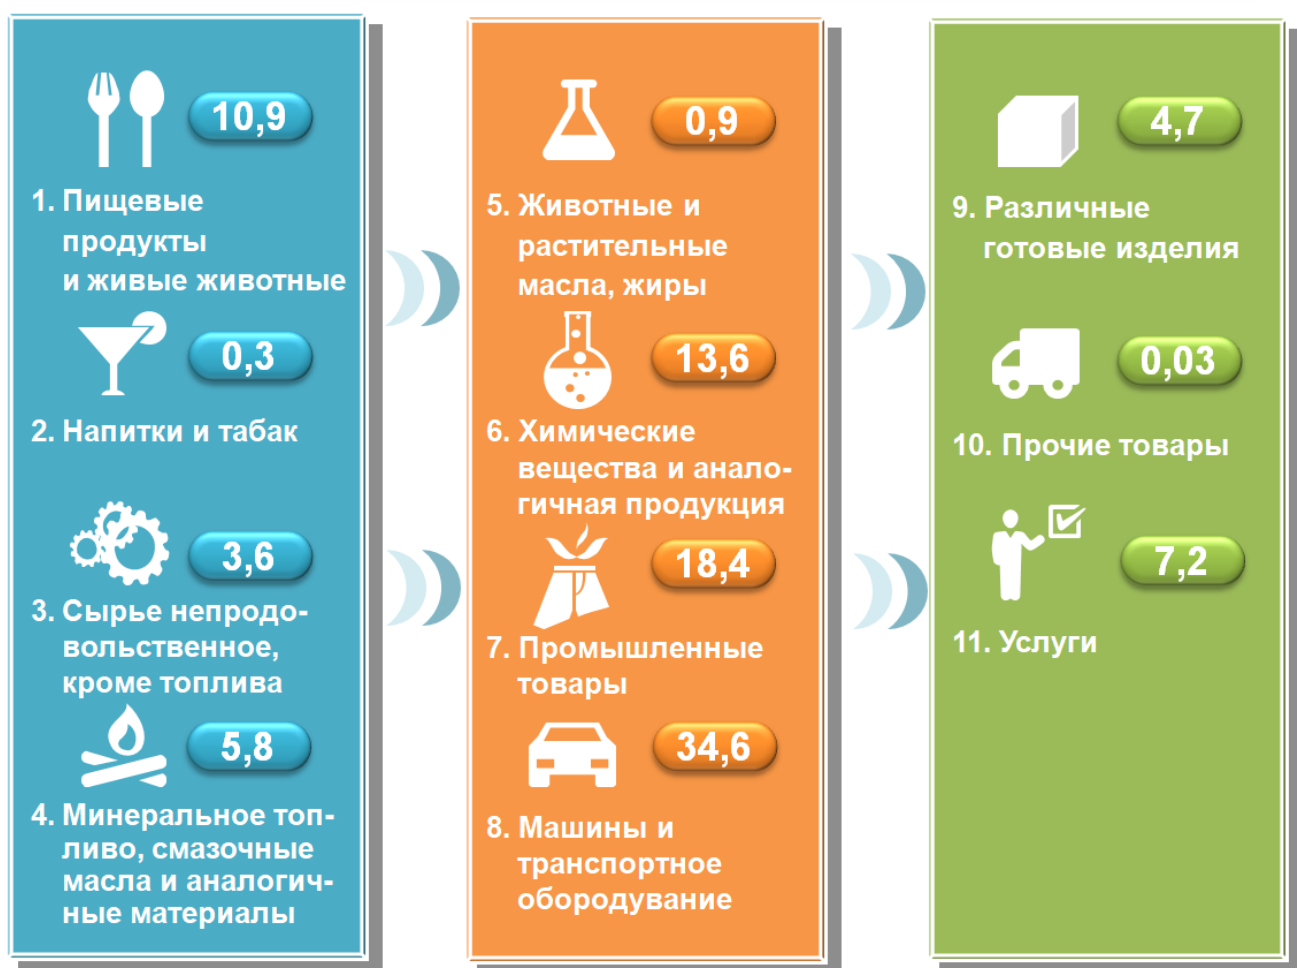 10,9
1. Пищевые
продукты
и живые животные
0,3
2. Напитки и табак
3,6
3. Сырье непродо-
вольственное,
кроме топлива
5,8
4. Минеральное топ-
ливо, смазочные
масла и аналогич-
ные материалы
0,9
5. Животные и
растительные
масла, жиры
13,6
6. Химические
вещества и анало-
гичная продукция
18,4
7. Промышленные
товары
34,6
8. Машины и
транспортное
обородувание
4,7
9. Различные
готовые изделия
0,03
10. Прочие товары
7,2
11. Услуги